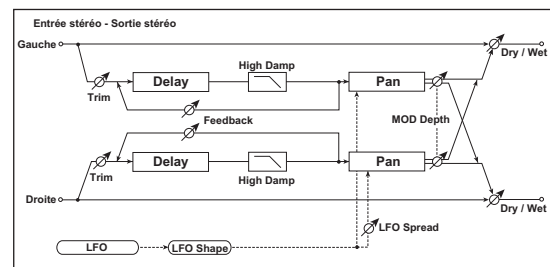 Entrée stéréo - Sortie stéréo
Gauche
Dry / Wet
Trim
Delay
High Damp
Pan
Feedback
MOD Depth
Trim
Delay
High Damp
Pan
Droite
Dry / Wet
LFO Spread
LFO
LFO Shape